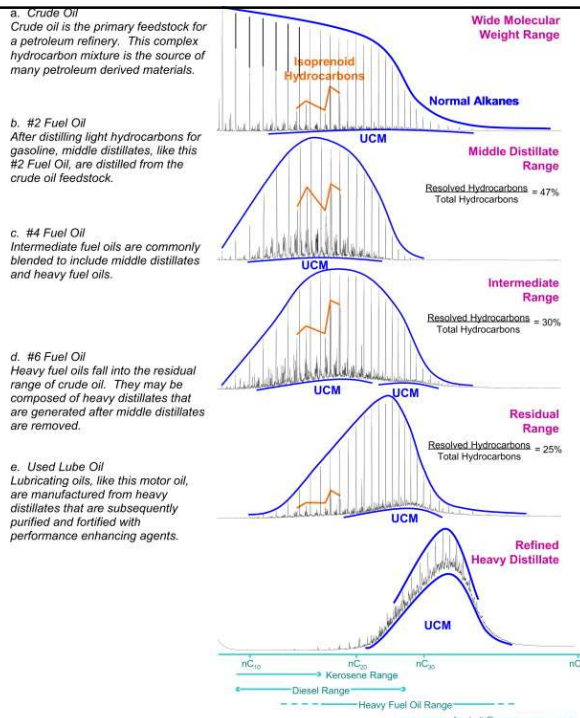 a. Crude Oil
Crude oil is the primary feedstock for
a petroleum refinery. This complex
hydrocarbon mixture is the source of
many petroleum derived materials.
Wide Molecular
Weight Range
Isoprenoid
Hydrocarbons
Normal Alkanes
UCM
b. #2 Fuel Oil
After distilling light hydrocarbons for
gasoline, middle distillates, like this
#2 Fuel Oil, are distilled from the
crude oil feedstock.
Middle Distillate
Range
Resolved Hydrocarbons
Total Hydrocarbons
= 47%
UCM
c. #4 Fuel Oil
Intermediate fuel oils are commonly
blended to include middle distillates
and heavy fuel oils.
Intermediate
Range
Resolved Hydrocarbons
Total Hydrocarbons
= 30%
UCM
UCM
d. #6 Fuel Oil
Heavy fuel oils fall into the residual
range of crude oil. They may be
composed of heavy distillates that
are generated after middle distillates
are removed.
Residual
Range
Resolved Hydrocarbons
Total Hydrocarbons
= 25%
UCM
e. Used Lube Oil
Lubricating oils, like this motor oil,
are manufactured from heavy
distillates that are subsequently
purified and fortified with
performance enhancing agents.
Refined
Heavy Distillate
UCM
nC10 nC20 nC30
Kerosene Range
Diesel Range
Heavy Fuel Oil Range